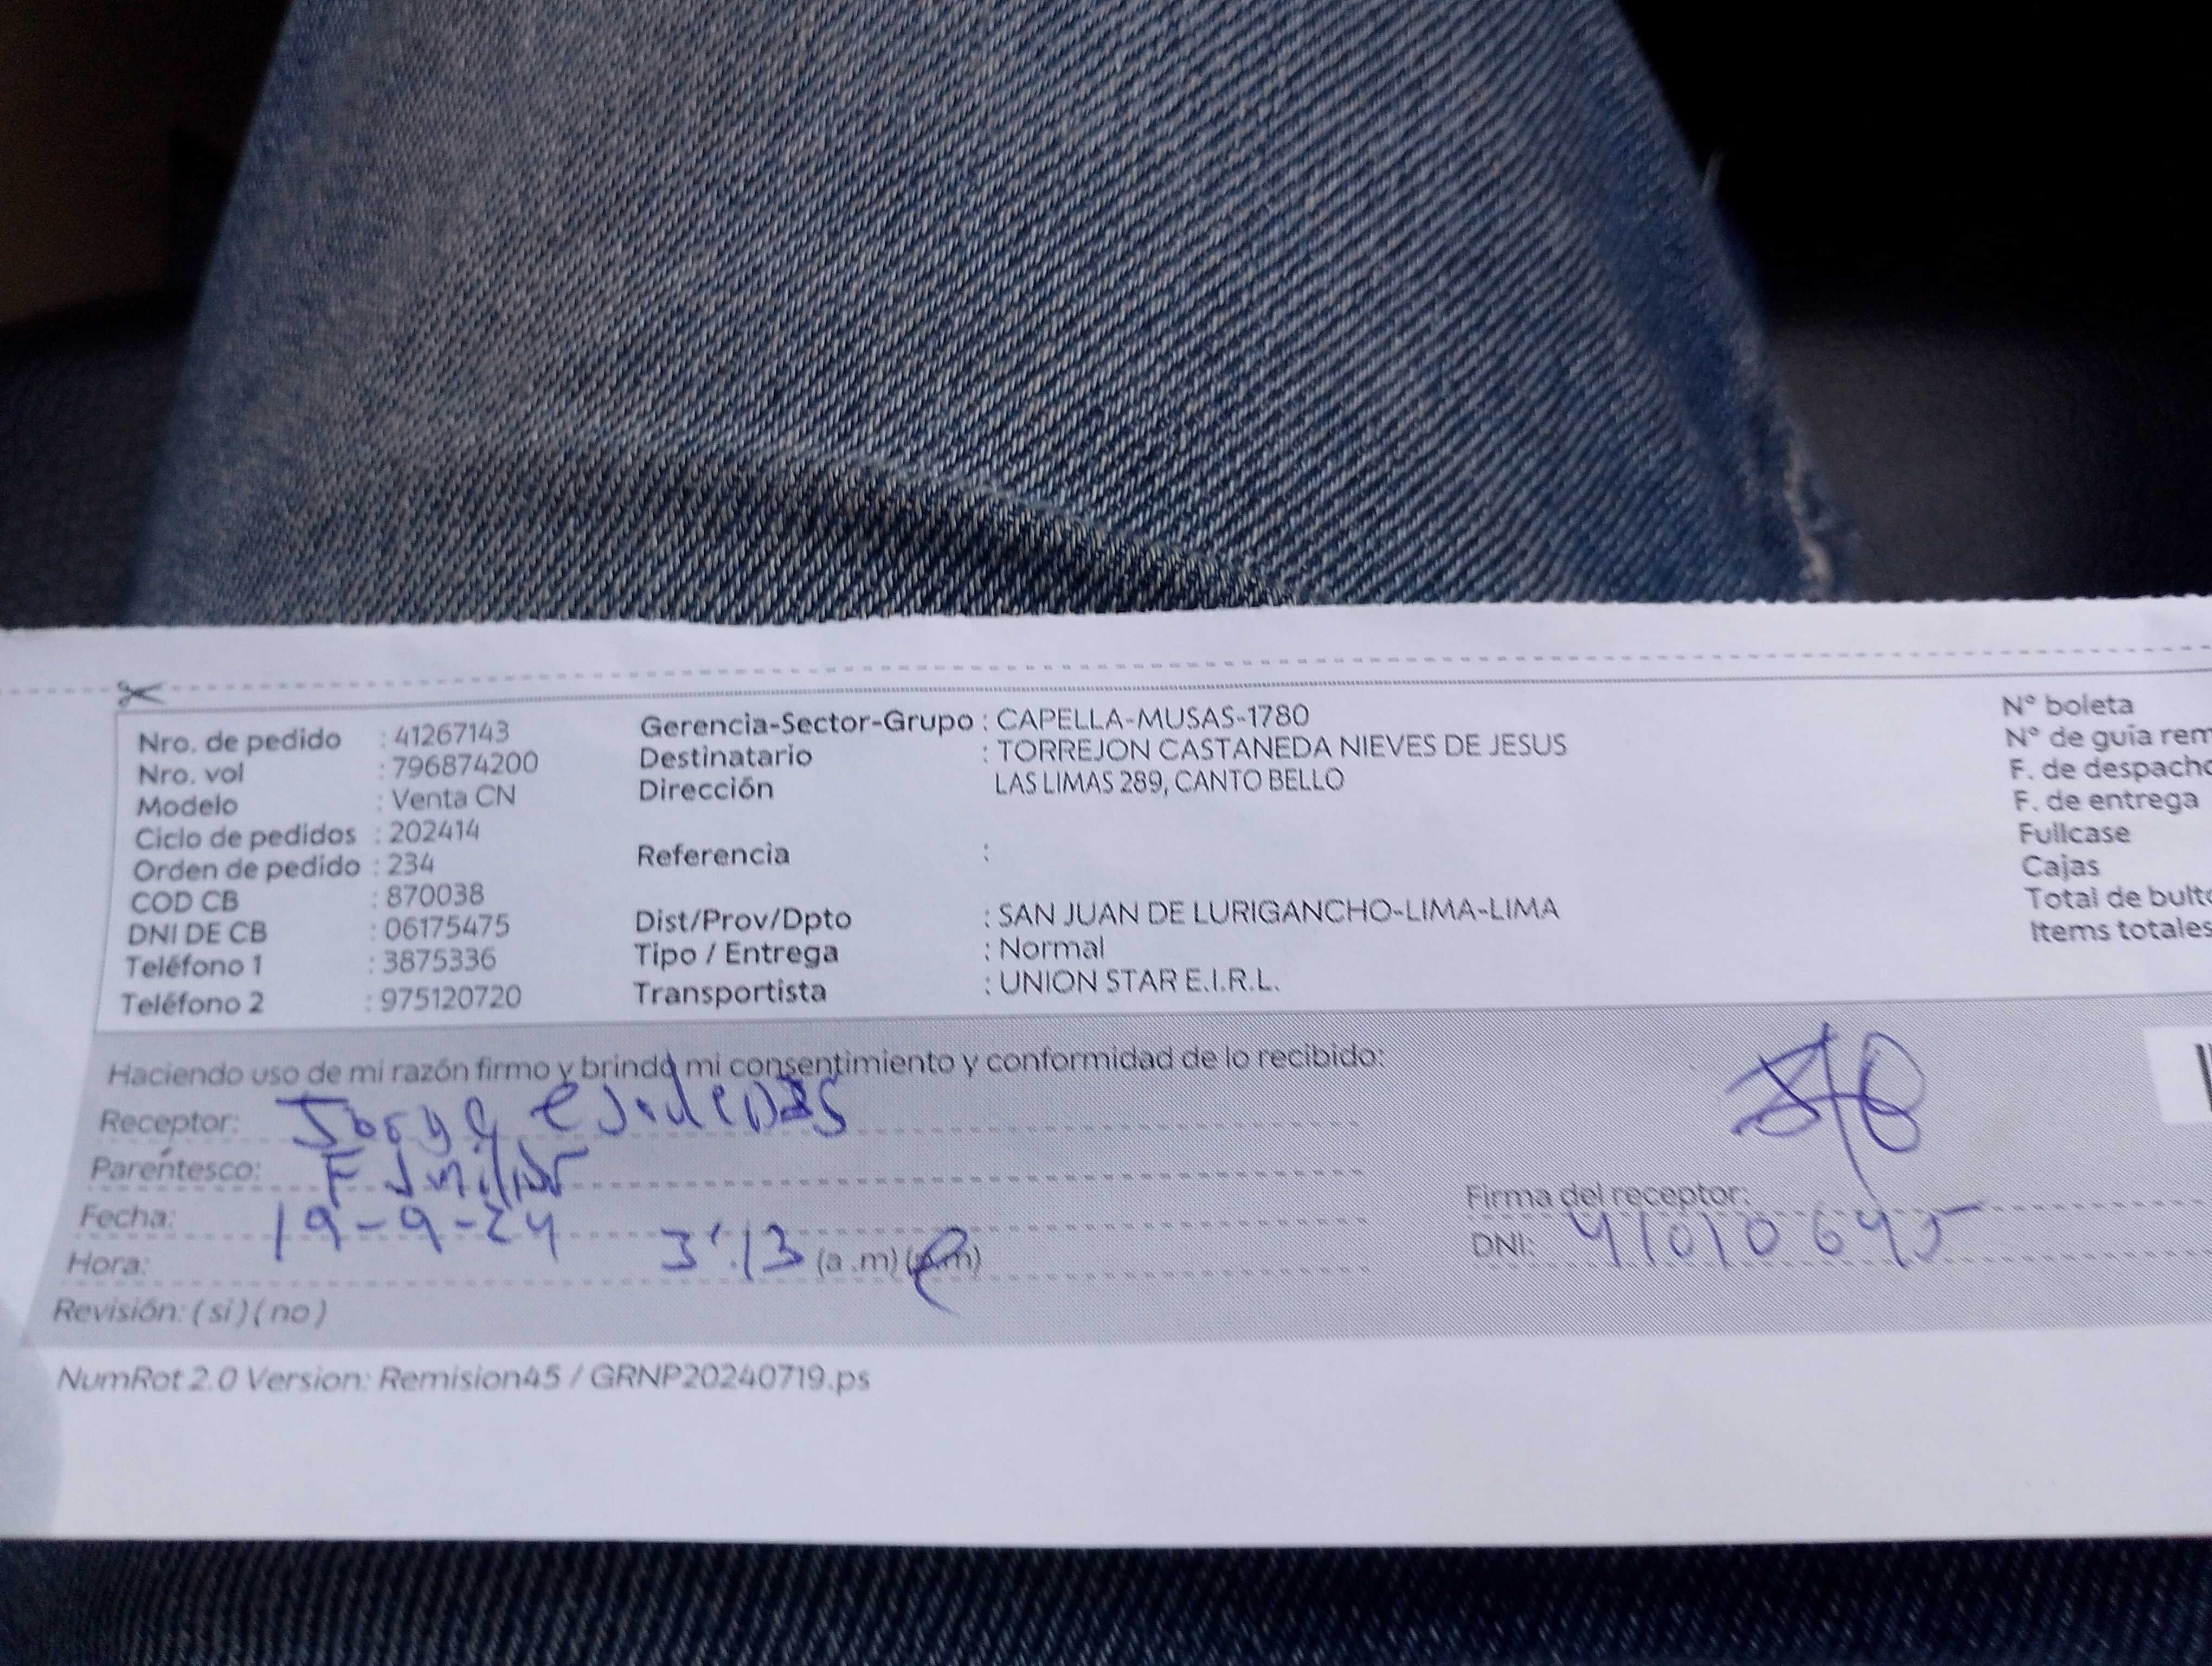 Nro. de pedido : 41267143
Nro. vol : 796874200
Modelo : Venta CN
Ciclo de pedidos : 202414
Orden de pedido : 234
COD CB : 870038
DNI DE CB : 06175475
Teléfono 1 : 3875336
Teléfono 2 : 975120720
Gerencia-Sector-Grupo : CAPELLA-MUSAS-1780
Destinatario : TORREJON CASTANEDA NIEVES DE JESUS
Dirección LAS LIMAS 289, CANTO BELLO
Referencia :
Dist/Prov/Dpto : SAN JUAN DE LURIGANCHO-LIMA-LIMA
Tipo / Entrega : Normal
Transportista : UNION STAR E.I.R.L.
N° boleta
N° de guía rem
F. de despacho
F. de entrega
Fullcase
Cajas
Total de bulto
Items totales
Haciendo uso de mi razón firmo y brindo mi consentimiento y conformidad de lo recibido:
Receptor:
Parentesco: Familiar
Fecha: 19-9-24
Hora: 3:13 (a .m) (p.m)
Revisión: ( si ) ( no )
Firma del receptor:
DNI: 41010645
NumRot 2.0 Version: Remision45 / GRNP20240719.ps